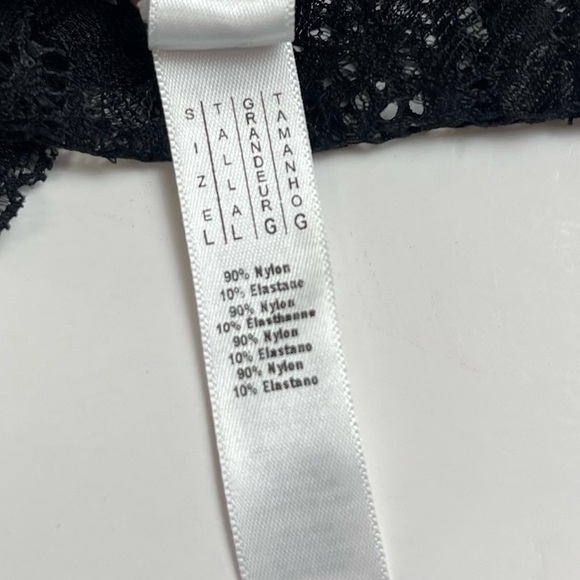 SIZE L
TALLA L
GRANDEUR G
TAMANHO G
90% Nylon
10% Elastane
90% Nylon
10% Elasthanne
90% Nylon
10% Elastano
90% Nylon
10% Elastano